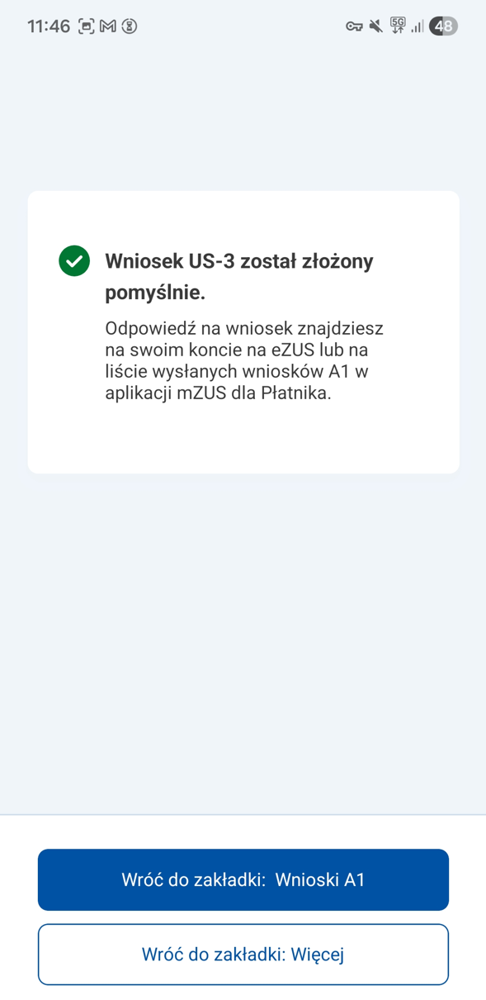 11:46
5G
48
Wniosek US-3 został złożony
pomyślnie.
Odpowiedź na wniosek znajdziesz
na swoim koncie na eZUS lub na
liście wysłanych wniosków A1 w
aplikacji mZUS dla Płatnika.
Wróć do zakładki: Wnioski A1
Wróć do zakładki: Więcej